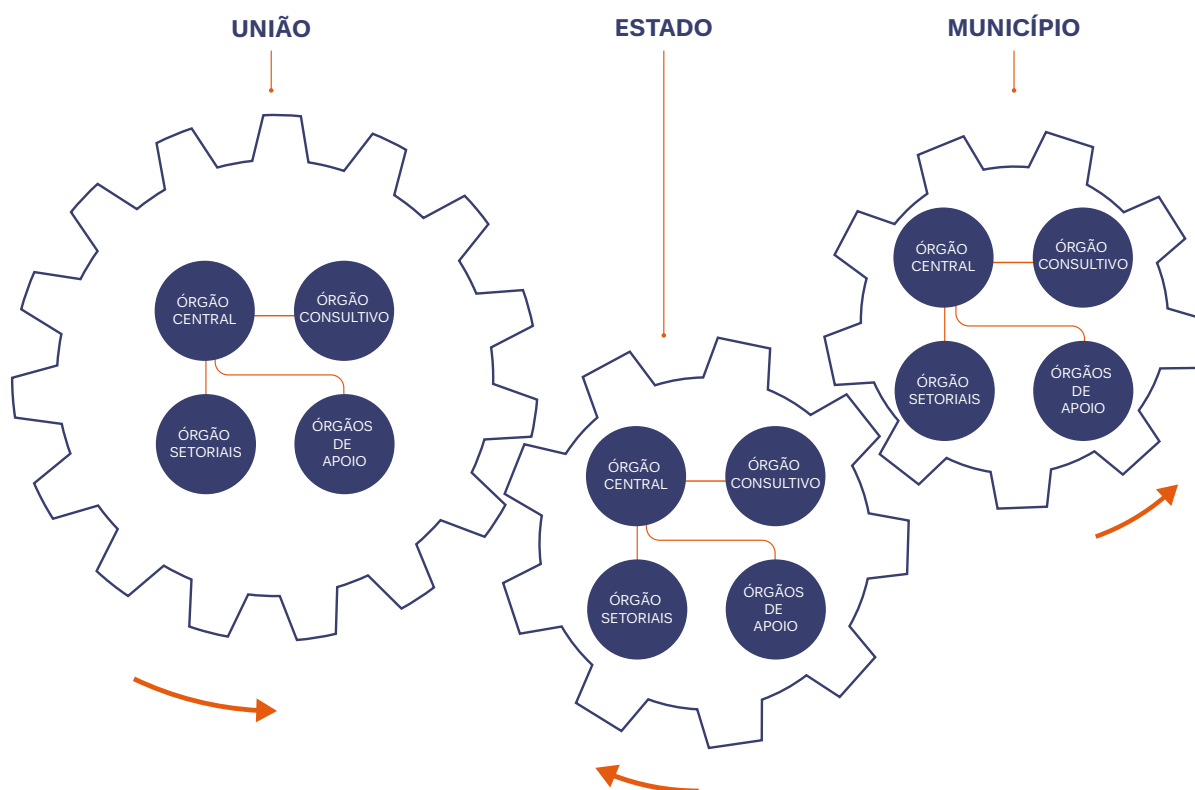 UNIÃO
ESTADO
MUNICÍPIO
ÓRGÃO
CENTRAL
ÓRGÃO
CONSULTIVO
ÓRGÃO
SETORIAIS
ÓRGÃOS
DE
APOIO
ÓRGÃO
CENTRAL
ÓRGÃO
CONSULTIVO
ÓRGÃO
SETORIAIS
ÓRGÃOS
DE
APOIO
ÓRGÃO
CENTRAL
ÓRGÃO
CONSULTIVO
ÓRGÃO
SETORIAIS
ÓRGÃOS
DE
APOIO